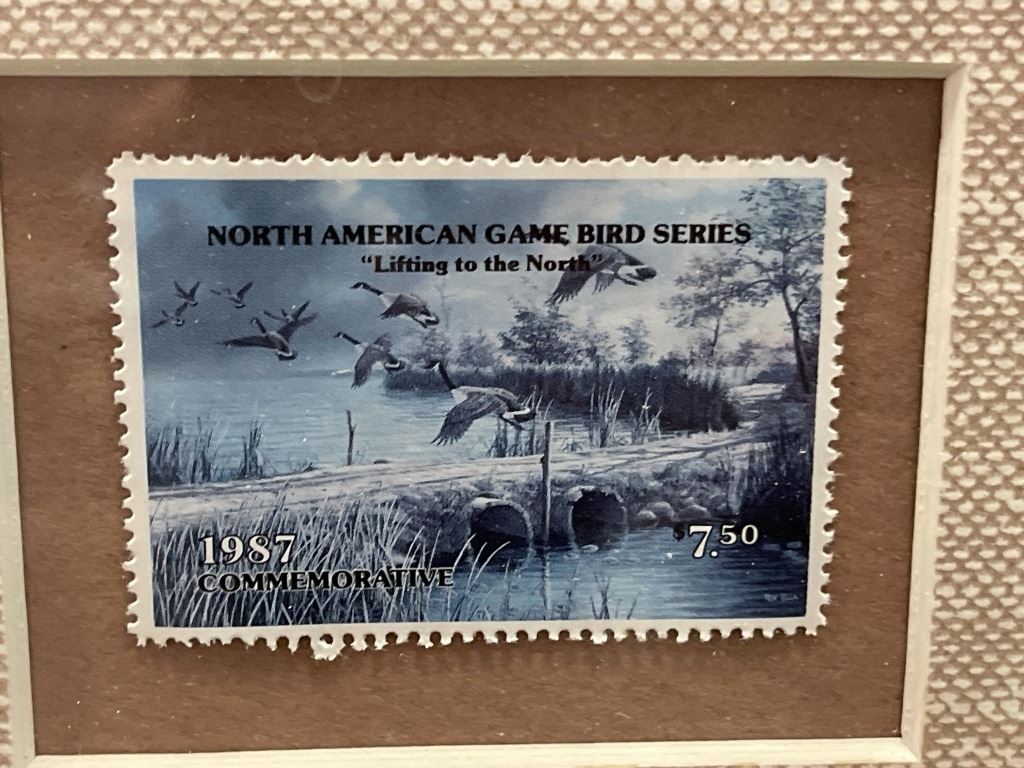 NORTH AMERICAN GAME BIRD SERIES
"Lifting to the North"
1987
COMMEMORATIVE
$7.50